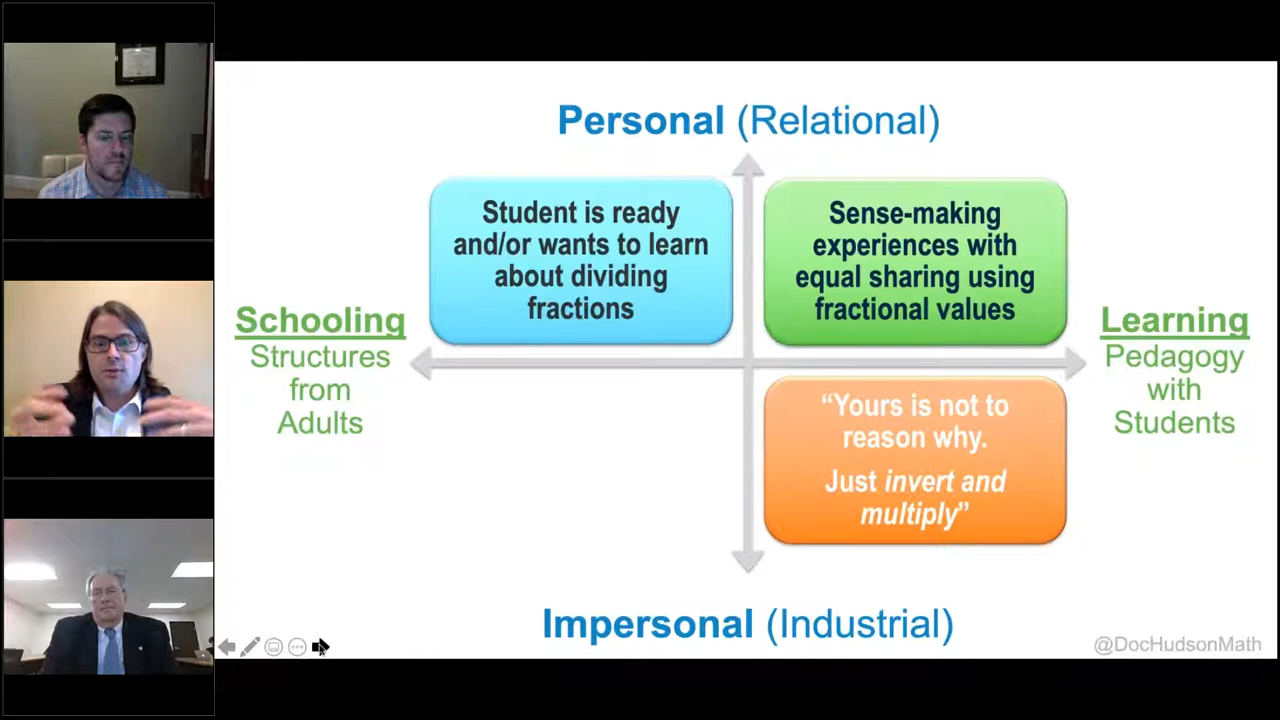 Personal (Relational)
Student is ready
and/or wants to learn
about dividing
fractions
Sense-making
experiences with
equal sharing using
fractional values
Schooling
Structures
from
Adults
Learning
Pedagogy
with
Students
“Yours is not to
reason why.
Just invert and
multiply”
Impersonal (Industrial)
@DocHudsonMath